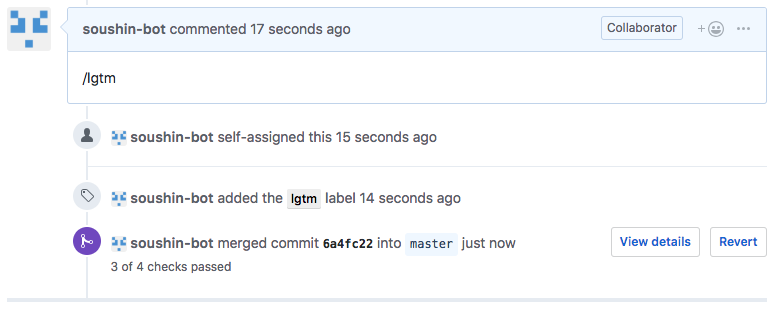 soushin-bot commented 17 seconds ago Collaborator + ...
/lgtm
soushin-bot self-assigned this 15 seconds ago
soushin-bot added the lgtm label 14 seconds ago
soushin-bot merged commit 6a4fc22 into master just now View details Revert
3 of 4 checks passed